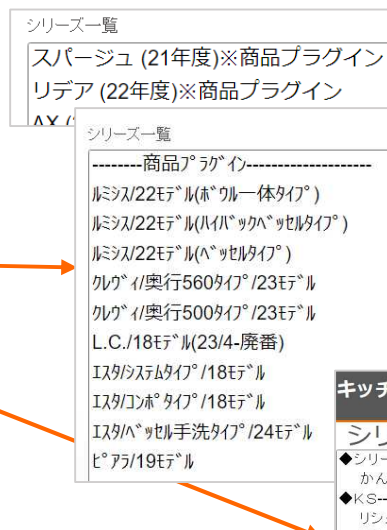 シリーズ一覧
スパージュ (21年度)※商品プラグイン
リデア (22年度)※商品プラグイン
シリーズ一覧
--------商品ﾌﾟﾗｸﾞｲﾝ--------------------
ﾙﾐｼｽ/22ﾓﾃﾞﾙ(ﾎﾞｳﾙ一体ﾀｲﾌﾟ)
ﾙﾐｼｽ/22ﾓﾃﾞﾙ(ﾊｲﾊﾞｯｸﾍﾞｯｾﾙﾀｲﾌﾟ)
ﾙﾐｼｽ/22ﾓﾃﾞﾙ(ﾍﾞｯｾﾙﾀｲﾌﾟ)
ｸﾚｳﾞｨ/奥行560ﾀｲﾌﾟ/23ﾓﾃﾞﾙ
ｸﾚｳﾞｨ/奥行500ﾀｲﾌﾟ/23ﾓﾃﾞﾙ
L.C./18ﾓﾃﾞﾙ(23/4-廃番)
ｴｽﾀ/ｼｽﾃﾑﾀｲﾌﾟ/18ﾓﾃﾞﾙ
ｴｽﾀ/ｺﾝﾎﾟﾀｲﾌﾟ/18ﾓﾃﾞﾙ
ｴｽﾀ/ﾍﾞｯｾﾙ手洗ﾀｲﾌﾟ/24ﾓﾃﾞﾙ
ﾋﾟｱﾗ/19ﾓﾃﾞﾙ
キッチ
シリ
◆シリー
かん
◆KS-
リシ